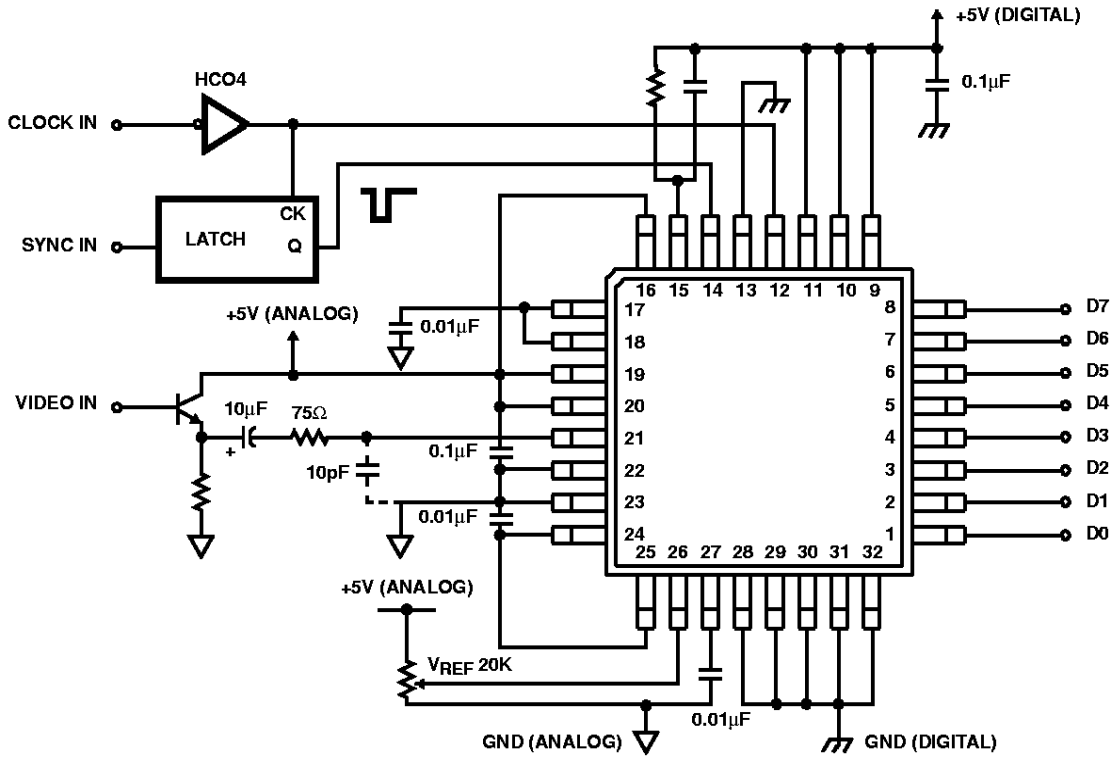 +5V (DIGITAL)
HCO4
0.1µF
CLOCK IN
CK
LATCH
Q
SYNC IN
16 15 14 13 12 11 10 9
+5V (ANALOG)
0.01µF
17
18
19
20
21
22
23
24
8
7
6
5
4
3
2
1
D7
D6
D5
D4
D3
D2
D1
D0
VIDEO IN
10µF
+
75Ω
10pF
0.1µF
0.01µF
25 26 27 28 29 30 31 32
+5V (ANALOG)
VREF 20K
0.01µF
GND (ANALOG)
GND (DIGITAL)